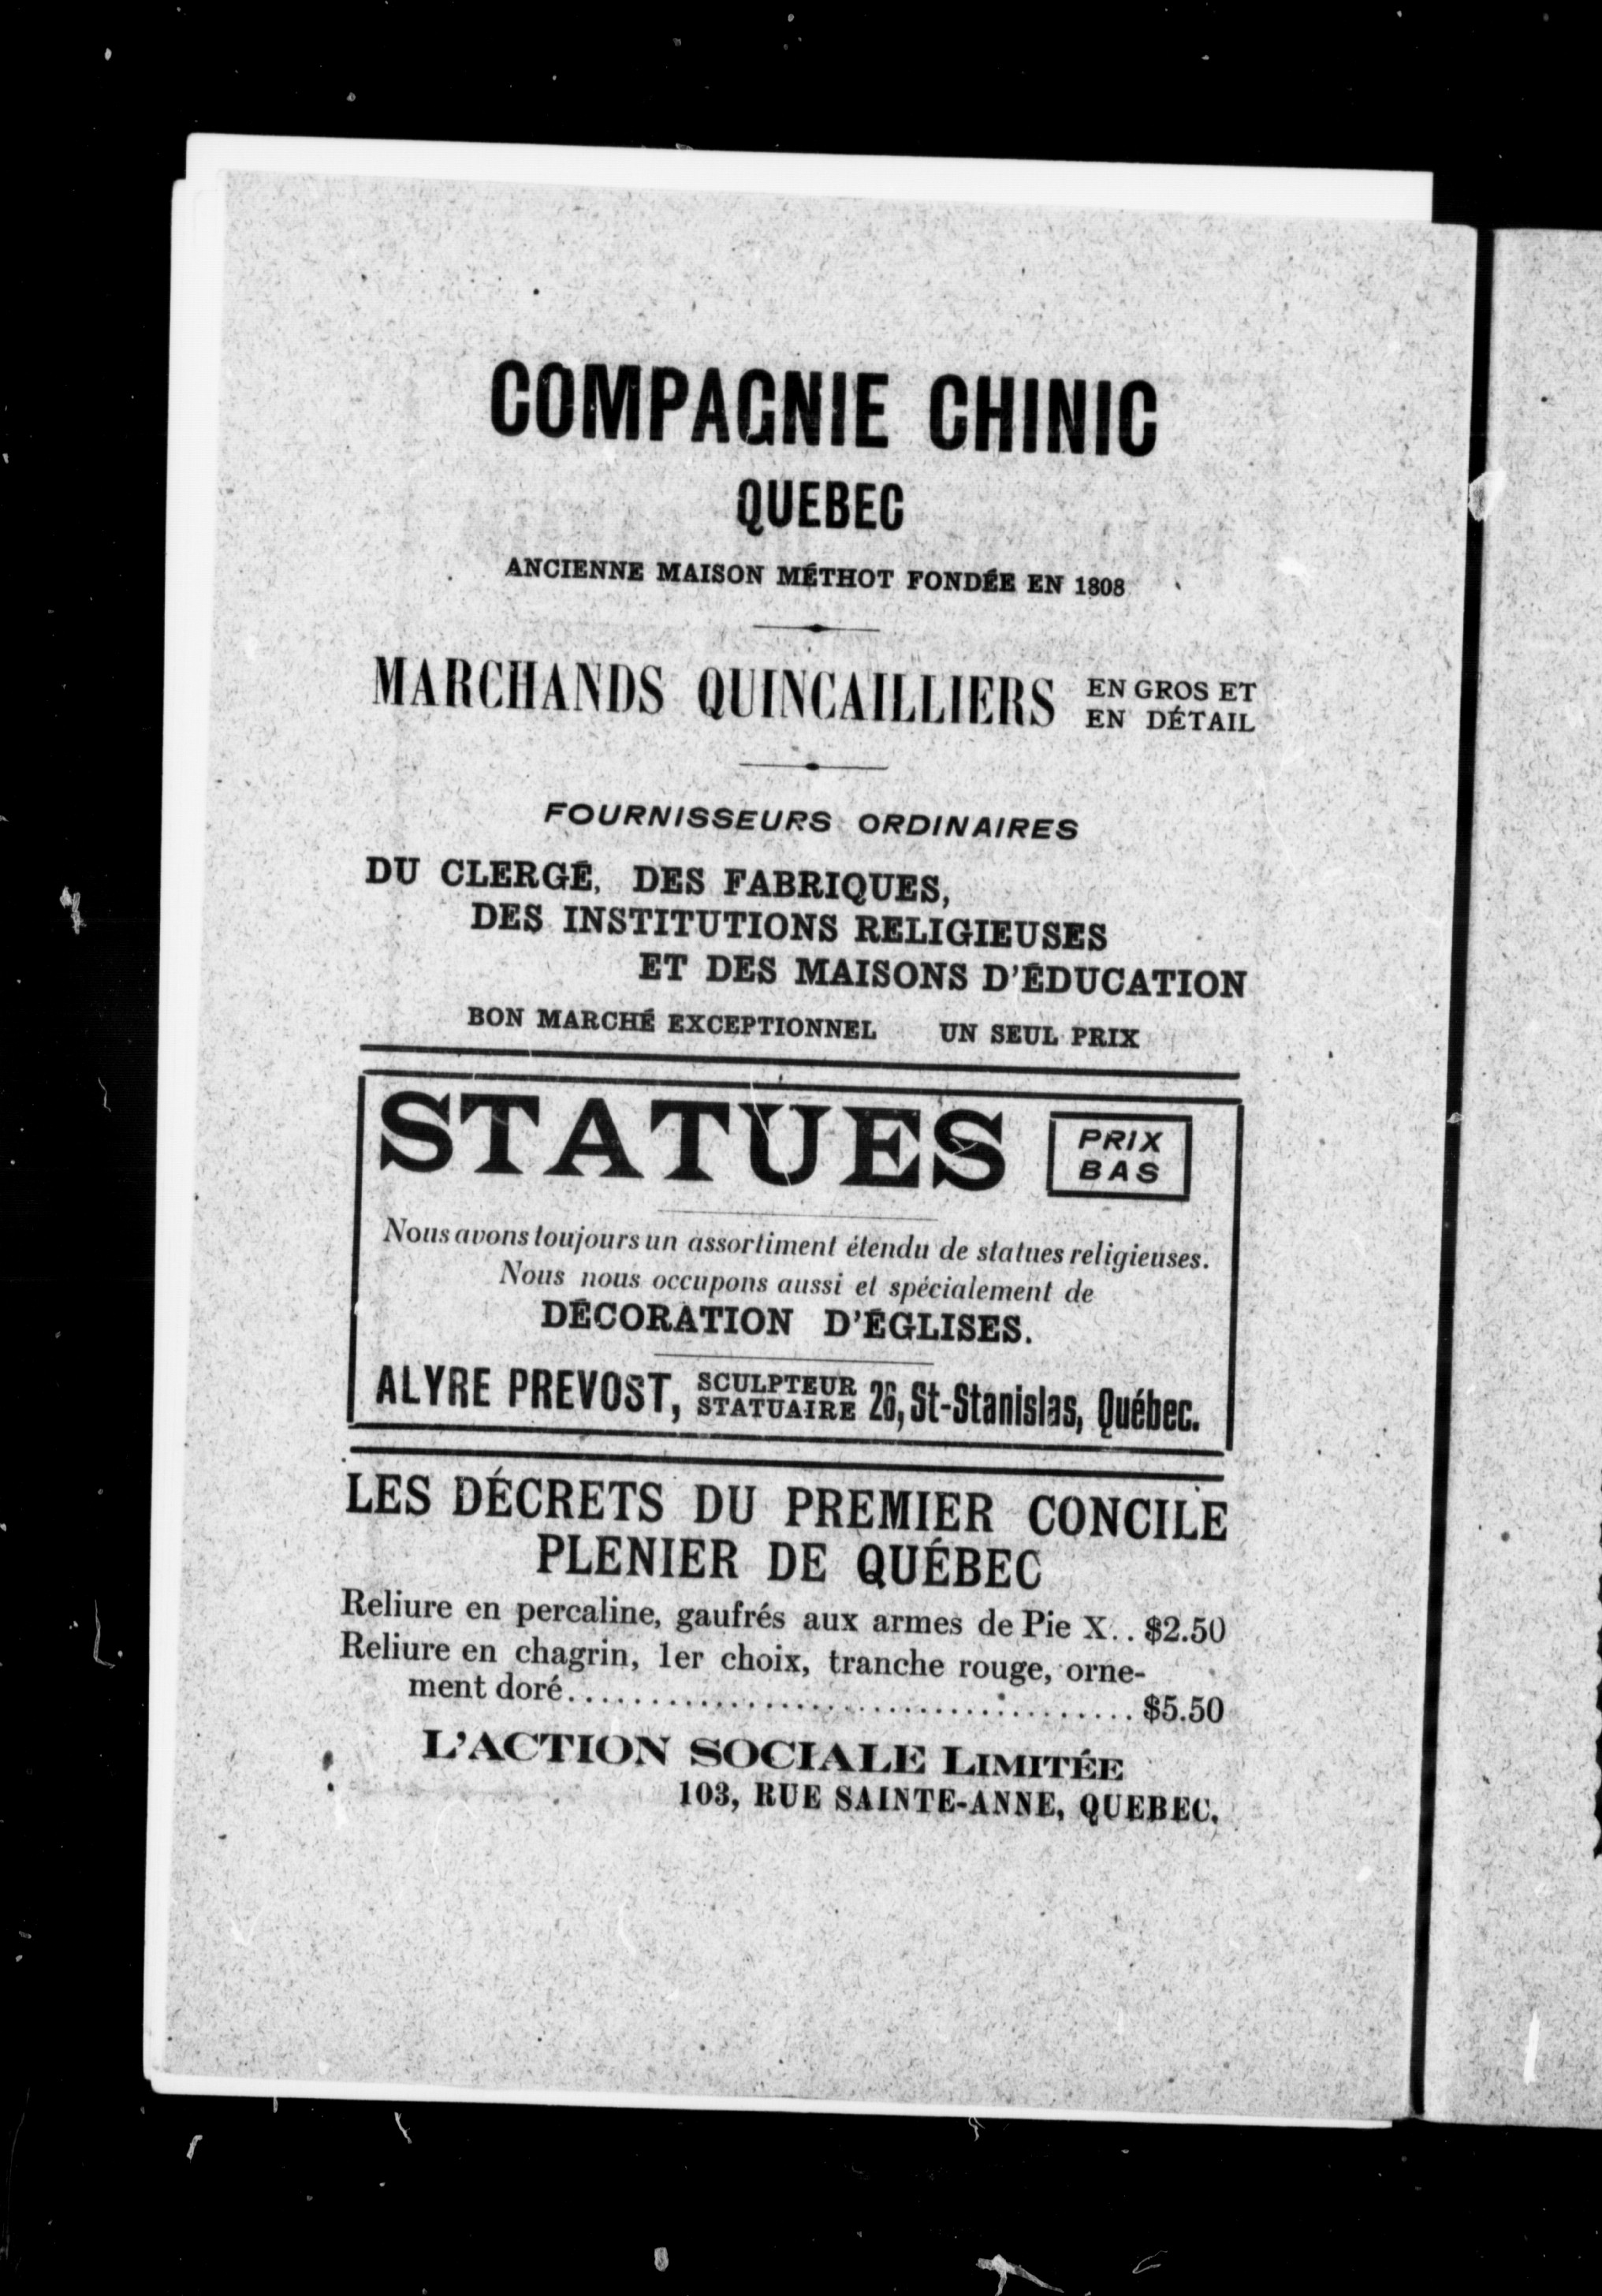 COMPAGNIE CHINIC
QUEBEC
ANCIENNE MAISON MÉTHOT FONDÉE EN 1808
MARCHANDS QUINCAILLIERS EN GROS ET
EN DÉTAIL
FOURNISSEURS ORDINAIRES
DU CLERGÉ, DES FABRIQUES,
DES INSTITUTIONS RELIGIEUSES
ET DES MAISONS D'ÉDUCATION
BON MARCHÉ EXCEPTIONNEL UN SEUL PRIX
STATUES PRIX
BAS
Nous avons toujours un assortiment étendu de statues religieuses.
Nous nous occupons aussi et spécialement de
DÉCORATION D'ÉGLISES.
ALYRE PREVOST, SCULPTEUR
STATUAIRE 26, St-Stanislas, Québec.
LES DÉCRETS DU PREMIER CONCILE
PLENIER DE QUÉBEC
Reliure en percaline, gaufrés aux armes de Pie X.. $2.50
Reliure en chagrin, 1er choix, tranche rouge, orne-
ment doré.................................. $5.50
L'ACTION SOCIALE LIMITÉE
103, RUE SAINTE-ANNE, QUEBEC.